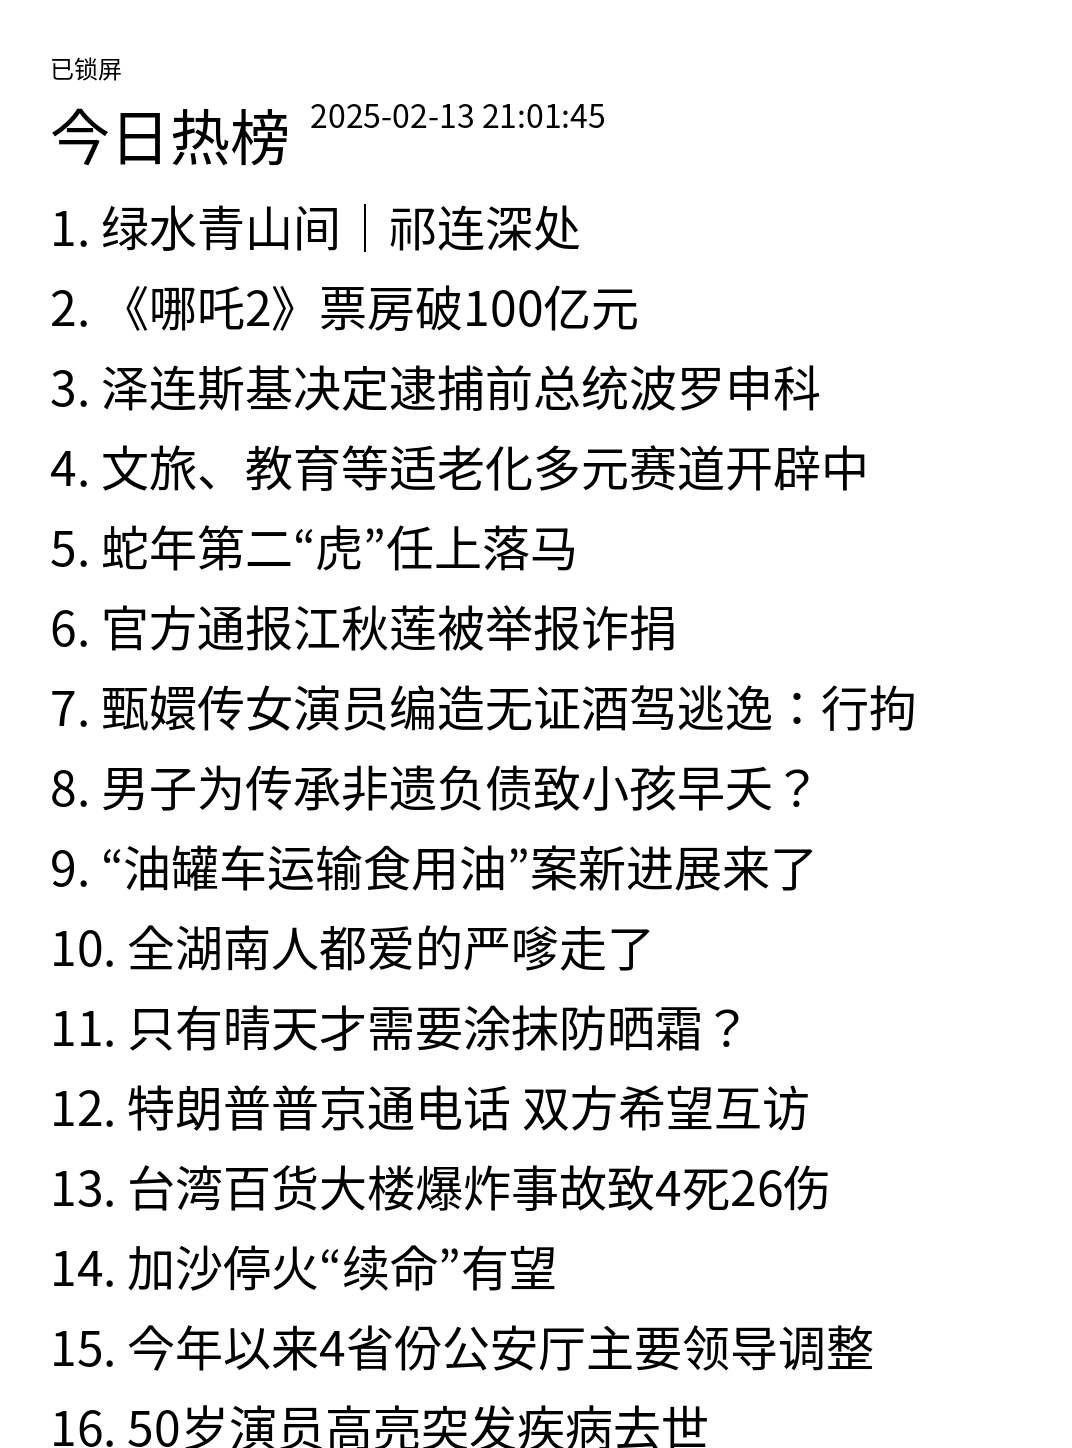 已锁屏
今日热榜 2025-02-13 21:01:45
1. 绿水青山间｜祁连深处
2. 《哪吒2》票房破100亿元
3. 泽连斯基决定逮捕前总统波罗申科
4. 文旅、教育等适老化多元赛道开辟中
5. 蛇年第二“虎”任上落马
6. 官方通报江秋莲被举报诈捐
7. 甄嬛传女演员编造无证酒驾逃逸：行拘
8. 男子为传承非遗负债致小孩早夭？
9. “油罐车运输食用油”案新进展来了
10. 全湖南人都爱的严嗲走了
11. 只有晴天才需要涂抹防晒霜？
12. 特朗普普京通电话 双方希望互访
13. 台湾百货大楼爆炸事故致4死26伤
14. 加沙停火“续命”有望
15. 今年以来4省份公安厅主要领导调整
16. 50岁演员高亮突发疾病去世